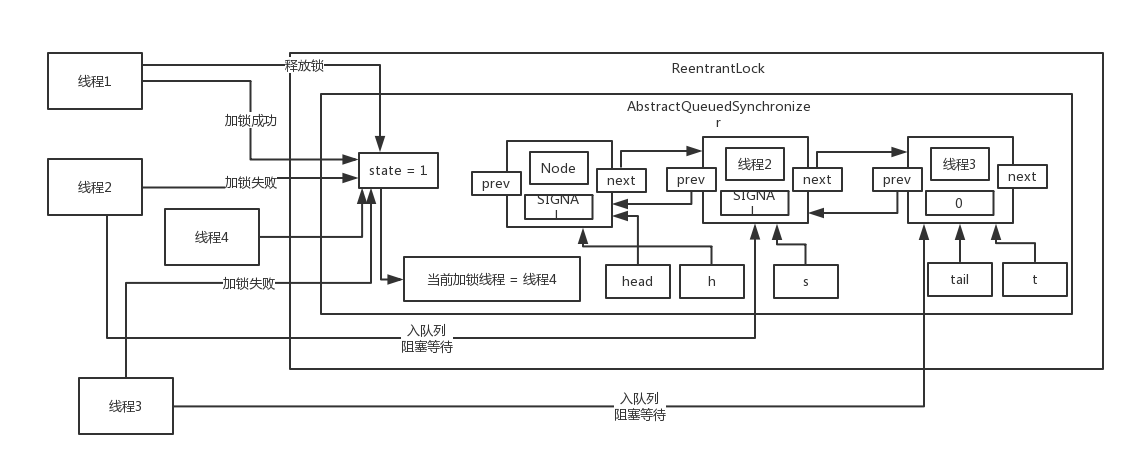 释放锁
ReentrantLock
线程1
AbstractQueuedSynchronize
r
加锁成功
state = 1
Node
线程2
线程3
prev
next
prev
next
prev
next
SIGNA
L
SIGNA
L
0
线程2
加锁失败
线程4
当前加锁线程 = 线程4
head
h
s
tail
t
加锁失败
入队列
阻塞等待
线程3
入队列
阻塞等待